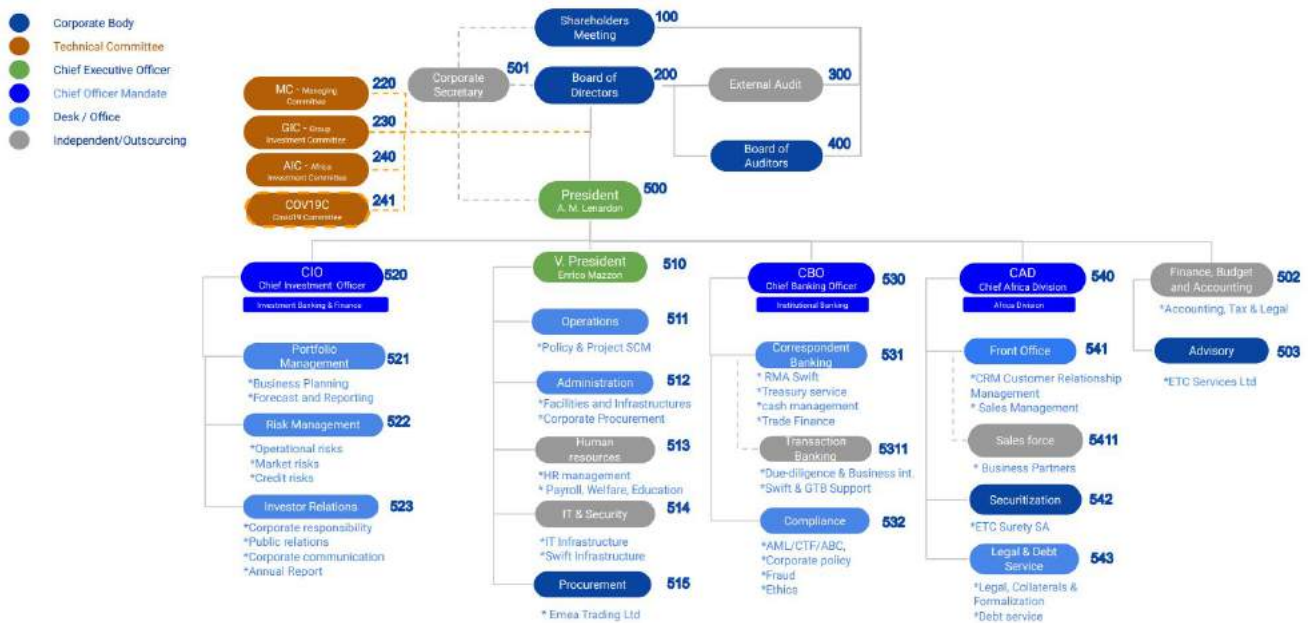 Corporate Body
Technical Committee
Chief Executive Officer
Chief Officer Mandate
Desk / Office
Independent/Outsourcing
Shareholders
Meeting
100
Corporate
Secretary
501
Board of
Directors
200
External Audit
300
Board of
Auditors
400
MC - Managing
Committee
220
GIC - Group
Investment Committee
230
AIC - Africa
Investment Committee
240
COV19C
Covid19 Committee
241
President
A. M. Lenardon
500
CIO
Chief Investment Officer
520
Investment Banking & Finance
Portfolio
Management
521
*Business Planning
*Forecast and Reporting
Risk Management
522
*Operational risks
*Market risks
*Credit risks
Investor Relations
523
*Corporate responsibility
*Public relations
*Corporate communication
*Annual Report
V. President
Enrico Mazzon
510
Operations
511
*Policy & Project SCM
Administration
512
*Facilities and Infrastructures
*Corporate Procurement
Human
resources
513
*HR management
* Payroll, Welfare, Education
IT & Security
514
*IT Infrastructure
*Swift Infrastructure
Procurement
515
* Emea Trading Ltd
CBO
Chief Banking Officer
530
Institutional Banking
Correspondent
Banking
531
* RMA Swift
*Treasury service
*cash management
*Trade Finance
Transaction
Banking
5311
*Due-diligence & Business int.
*Swift & GTB Support
Compliance
532
*AML/CTF/ABC,
*Corporate policy
*Fraud
*Ethics
CAD
Chief Africa Division
540
Africa Division
Front Office
541
*CRM Customer Relationship
Management
* Sales Management
Sales force
5411
* Business Partners
Securitization
542
*ETC Surety SA
Legal & Debt
Service
543
*Legal, Collaterals &
Formalization
*Debt service
Finance, Budget
and Accounting
502
*Accounting, Tax & Legal
Advisory
503
*ETC Services Ltd